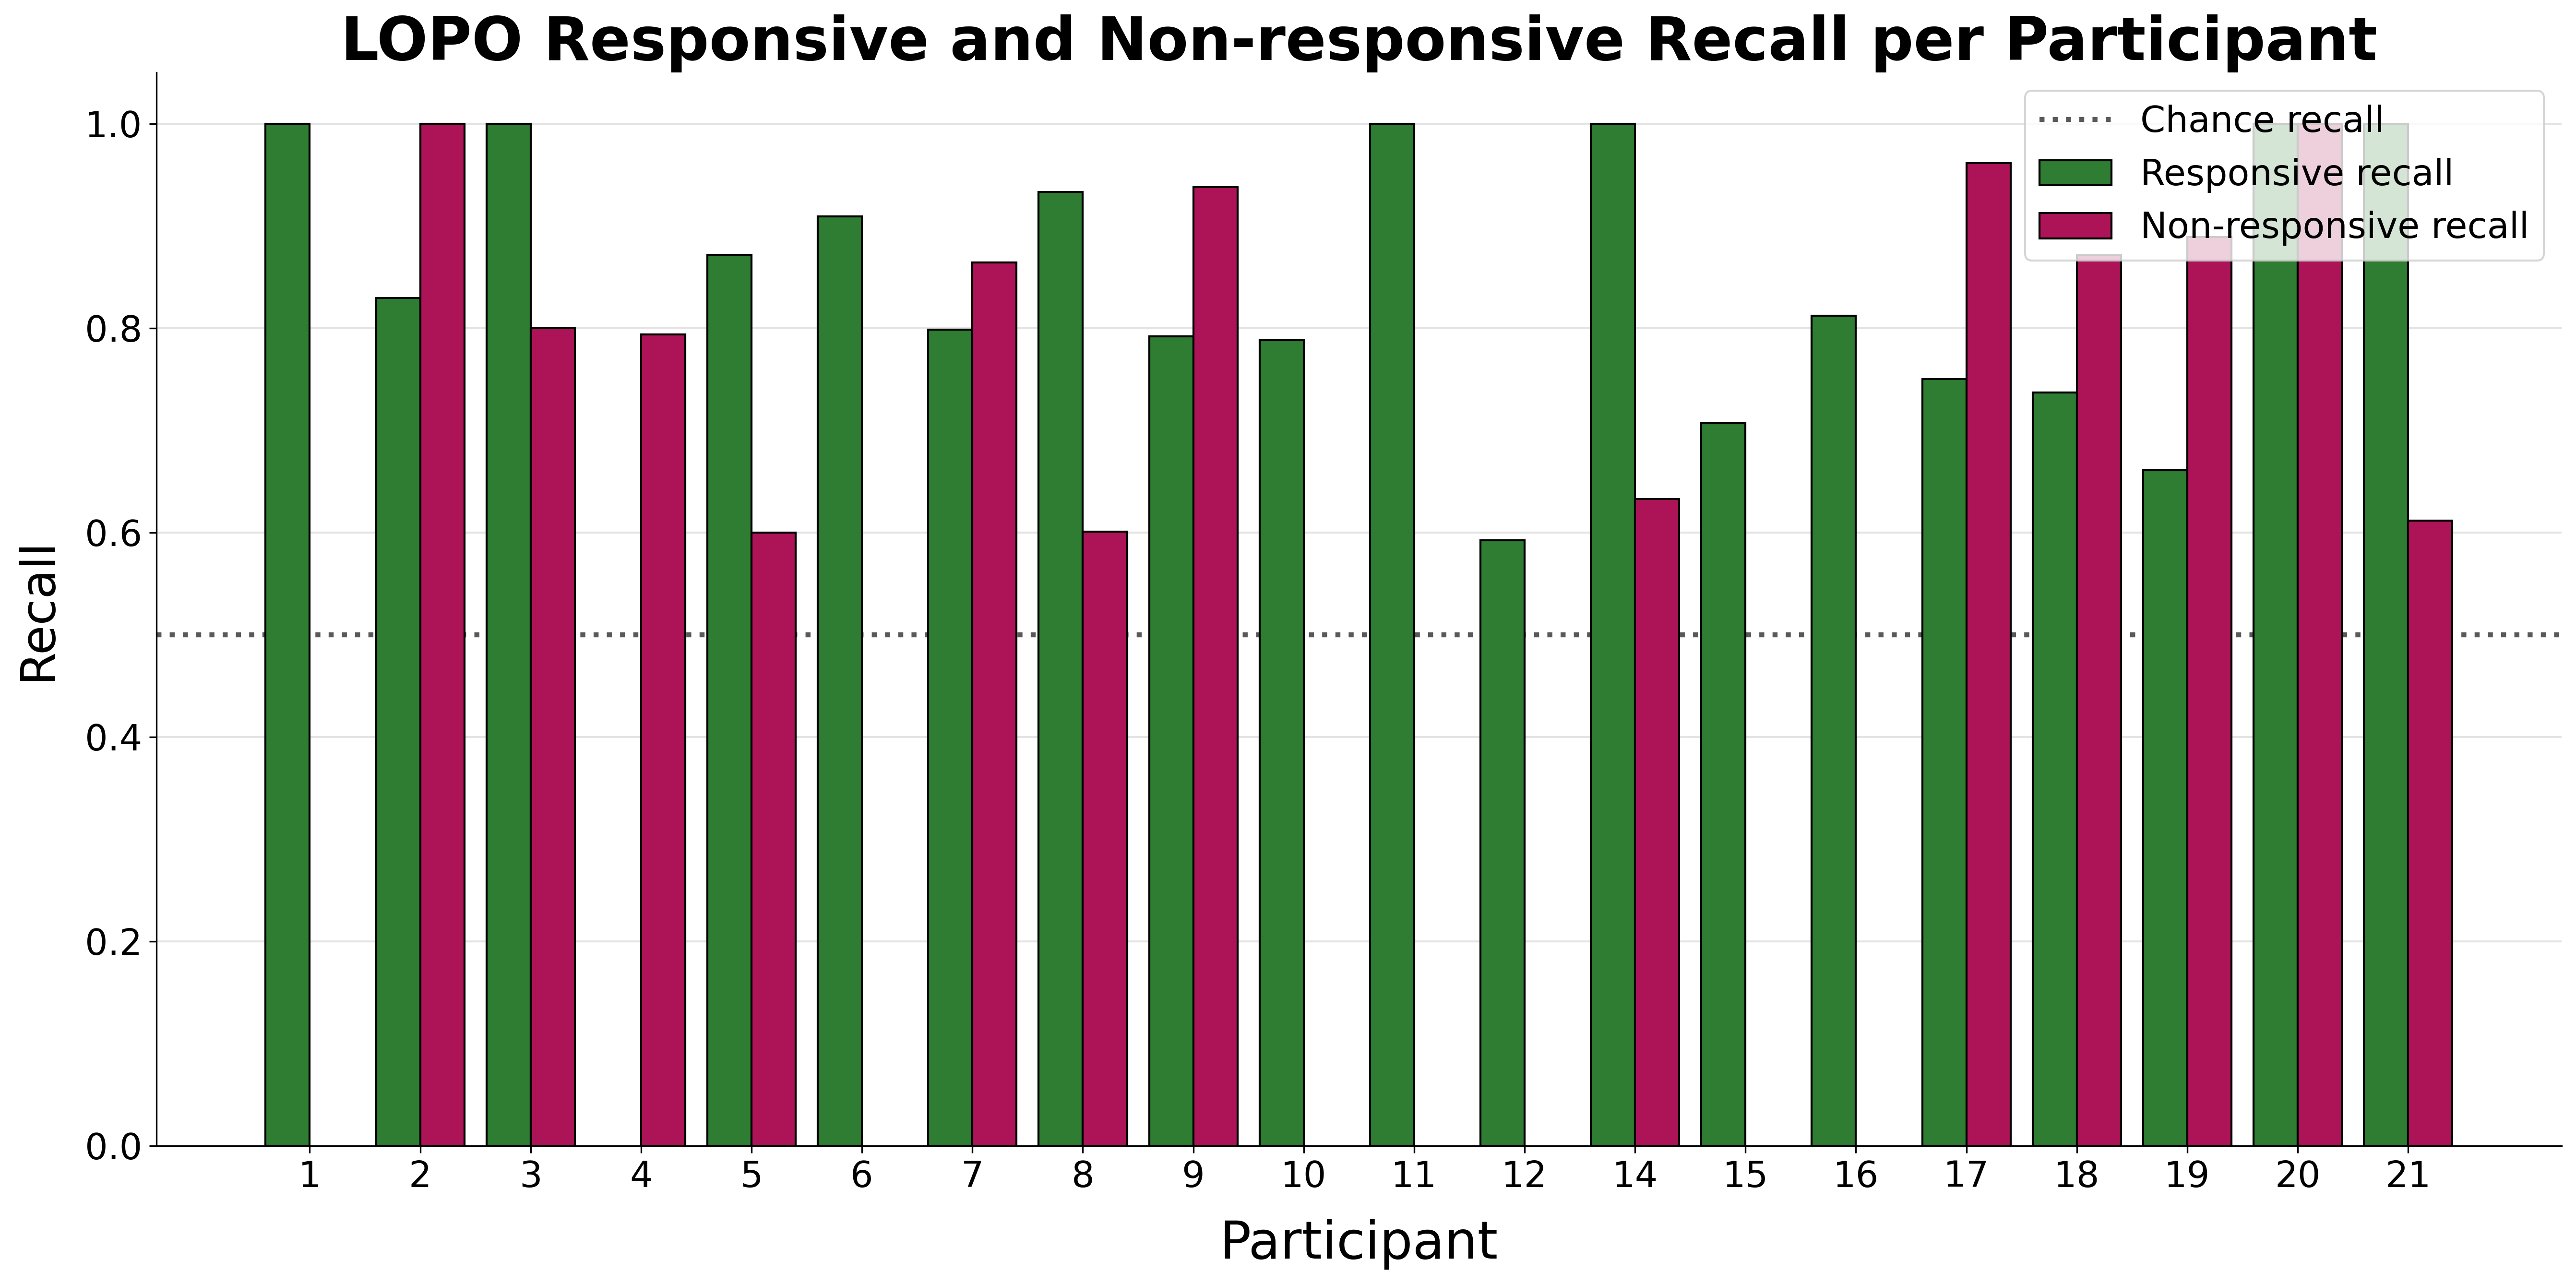 LOPO Responsive and Non-responsive Recall per Participant
Chance recall
Responsive recall
Non-responsive recall
1.0
0.8
0.6
0.4
0.2
0.0
Recall
1 2 3 4 5 6 7 8 9 10 11 12 14 15 16 17 18 19 20 21
Participant